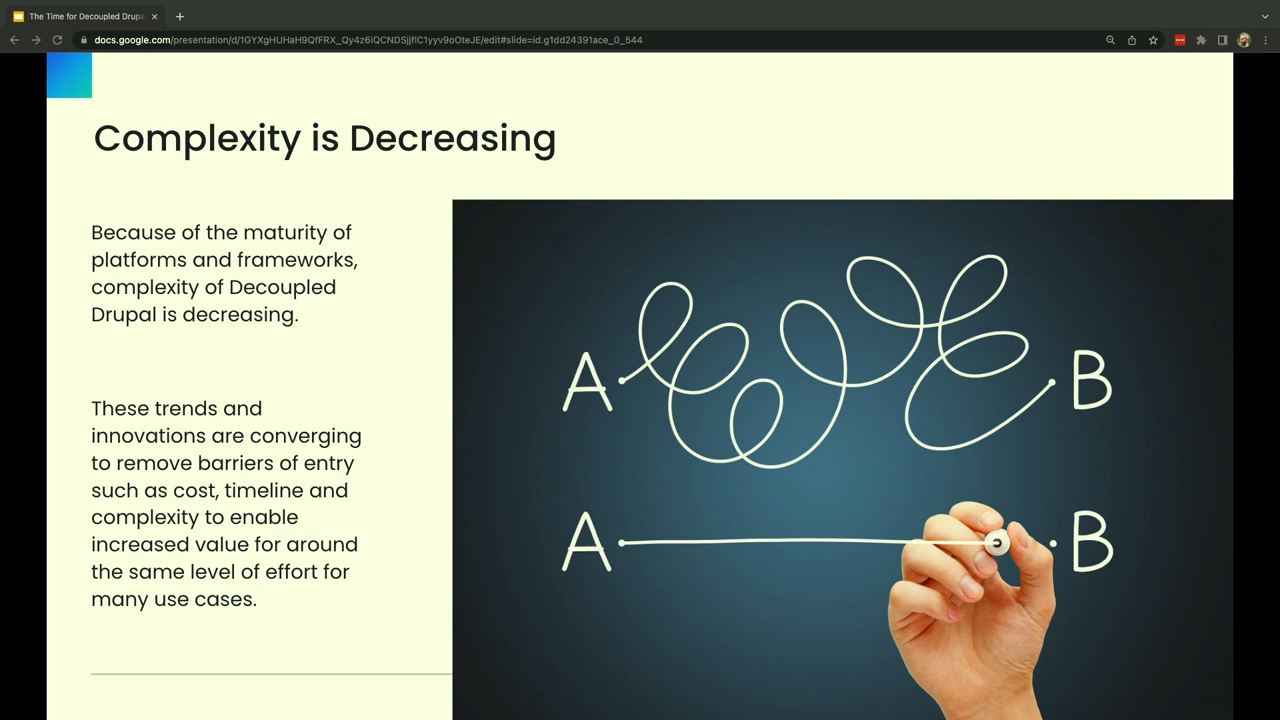 The Time for Decoupled Drupa
docs.google.com/presentation/d/1GYXgHUHaH9QfFRX_Qy4z6iQCNDSjjflC1yyv9oOteJE/edit#slide=id.g1dd24391ace_0_544
Complexity is Decreasing
Because of the maturity of
platforms and frameworks,
complexity of Decoupled
Drupal is decreasing.
These trends and
innovations are converging
to remove barriers of entry
such as cost, timeline and
complexity to enable
increased value for around
the same level of effort for
many use cases.
A B
A B